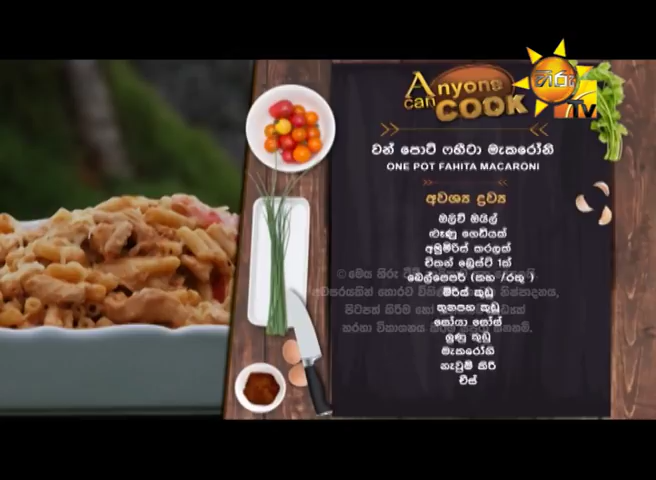 Anyone can COOK
හිරු TV
වන් පොට් ෆහීටා මැකරෝනි
ONE POT FAHITA MACARONI
අවශ්‍ය ද්‍රව්‍ය
ඔලිව් ඔයිල්
ළූණු ගෙඩියක්
අමුමිරිස් කරලක්
චිකන් බ්‍රෙස්ට් 1ක්
බෙල්පෙපර් (කහ /රතු )
මිරිස් කුඩු
තුනපහ කුඩු
සෝයා සෝස්
ලුණු කුඩු
මැකරෝනි
නැවුම් කිරි
චීස්
© මෙය හිරු